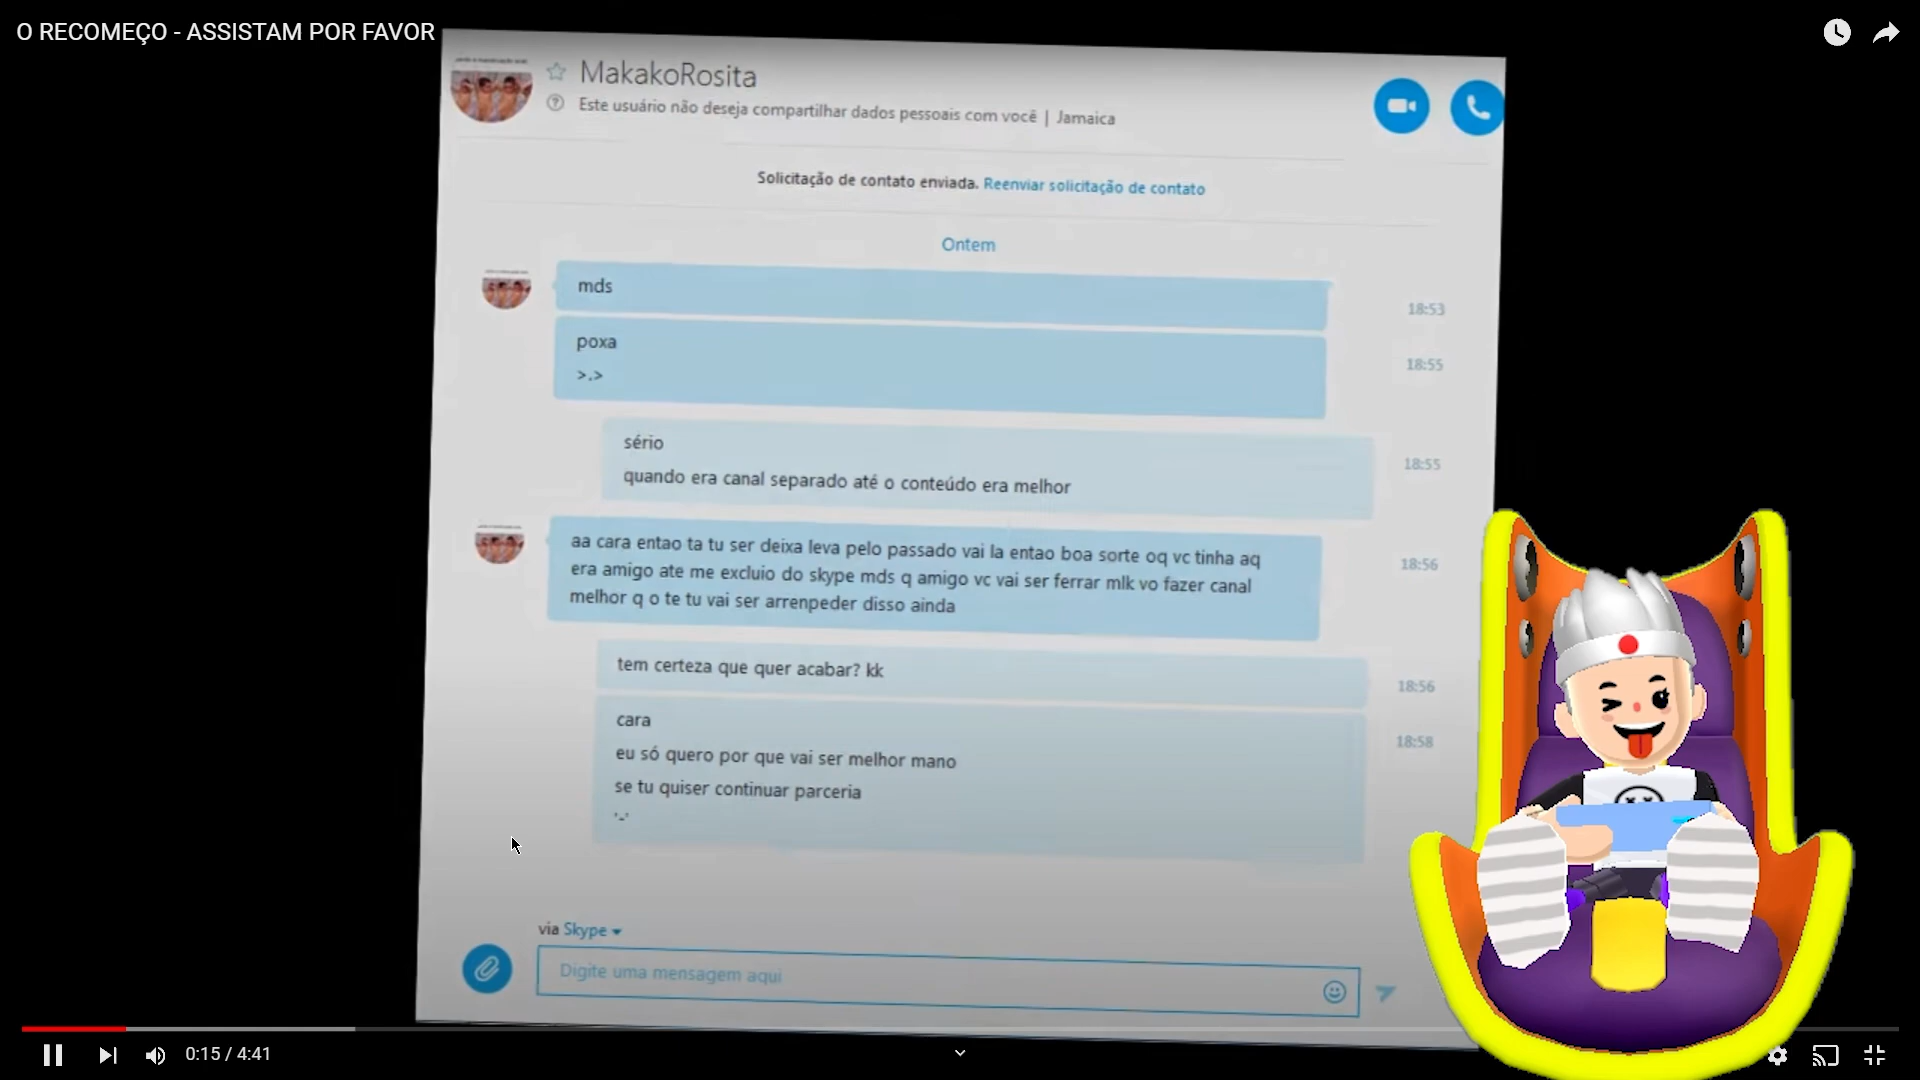 O RECOMEÇO - ASSISTAM POR FAVOR
MakakoRosita
Este usuário não deseja compartilhar dados pessoais com você | Jamaica
Solicitação de contato enviada. Reenviar solicitação de contato
Ontem
mds
18:53
poxa
18:55
>.>
sério
18:55
quando era canal separado até o conteúdo era melhor
aa cara entao ta tu ser deixa leva pelo passado vai la entao boa sorte oq vc tinha aq
18:56
era amigo ate me excluio do skype mds q amigo vc vai ser ferrar mlk vo fazer canal
melhor q o te tu vai ser arrenpeder disso ainda
tem certeza que quer acabar? kk
18:56
cara
18:58
eu só quero por que vai ser melhor mano
se tu quiser continuar parceria
'-'
via Skype
Digite uma mensagem aqui
0:15 / 4:41